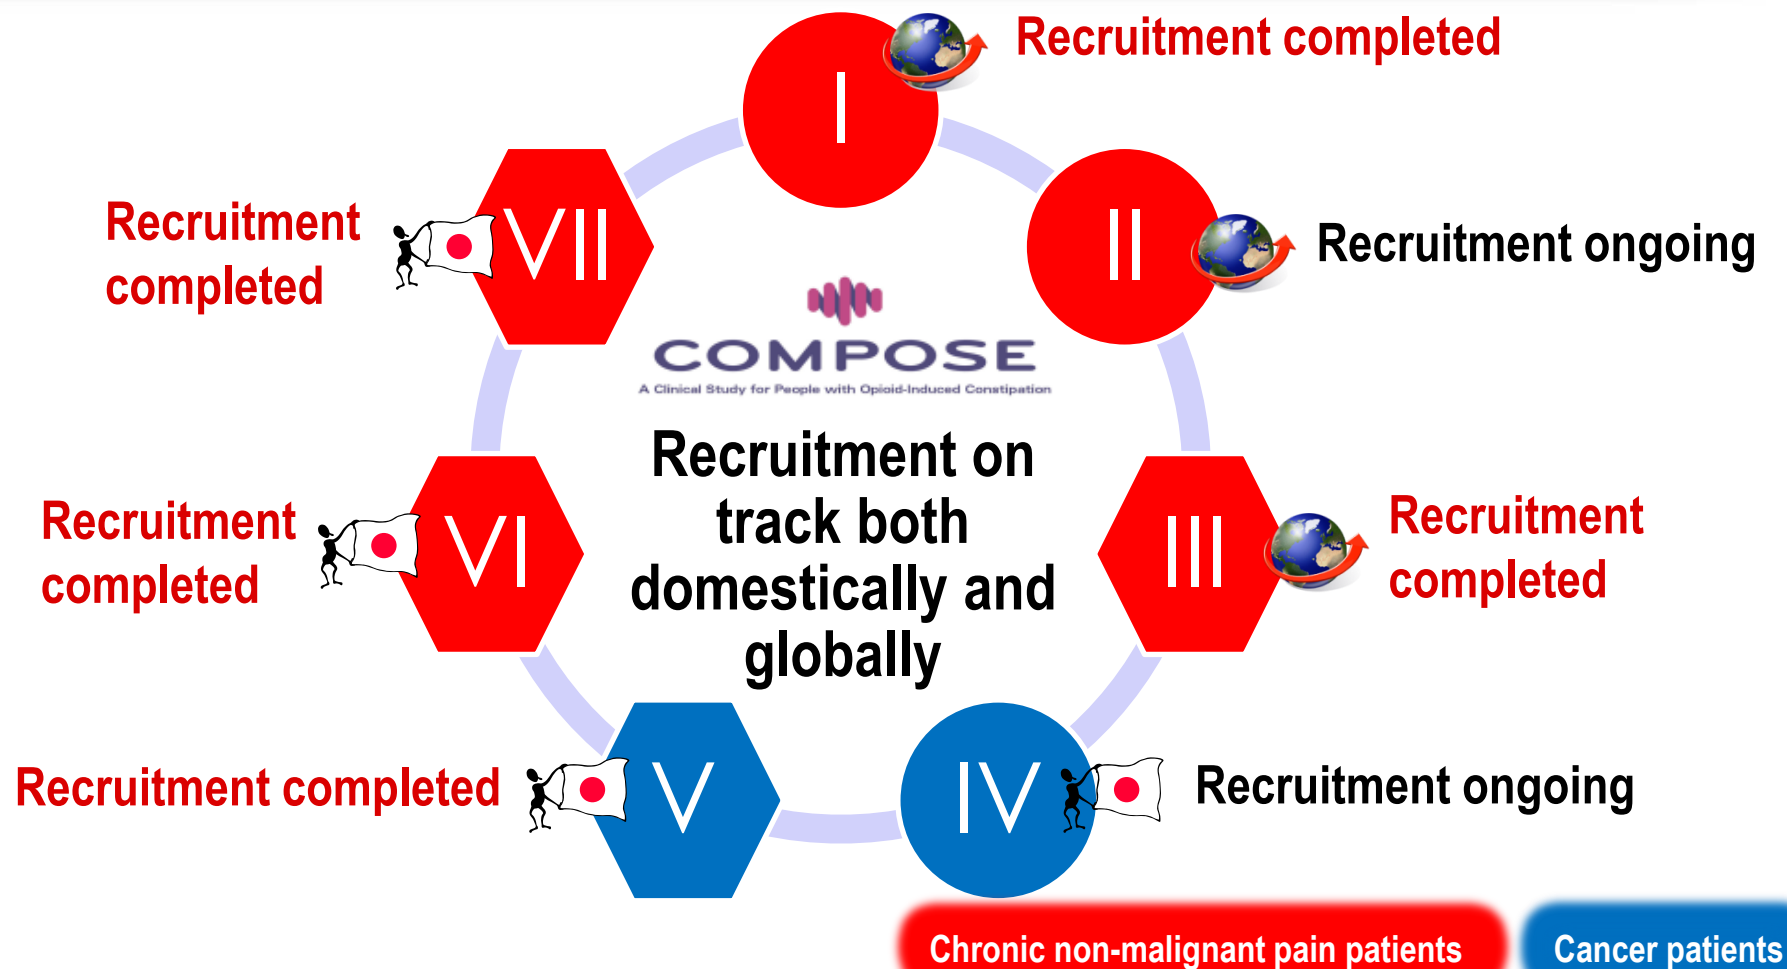 I
Recruitment completed
II
Recruitment ongoing
III
Recruitment
completed
IV
Recruitment ongoing
V
Recruitment completed
VI
Recruitment
completed
VII
Recruitment
completed
COMPOSE
A Clinical Study for People with Opioid-Induced Constipation
Recruitment on
track both
domestically and
globally
Chronic non-malignant pain patients
Cancer patients